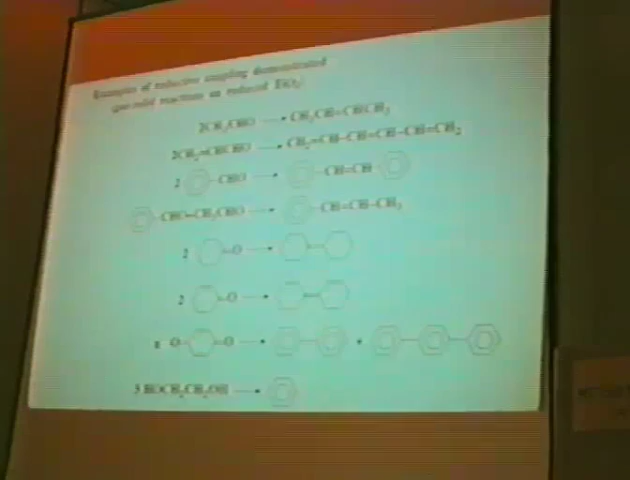 Examples of reductive coupling demonstrated
(gas-solid reactions on reduced TiO₂)
2CH₃CHO → CH₃CH=CHCH₃
2CH₂=CHCHO → CH₂=CH-CH=CH-CH=CH₂
2 -CHO → -CH=CH-
-CHO+CH₃CHO → -CH=CH-CH₃
2 =O → 
2 =O → =
O= =O → - + - -
3 HOCH₂CH₂OH →